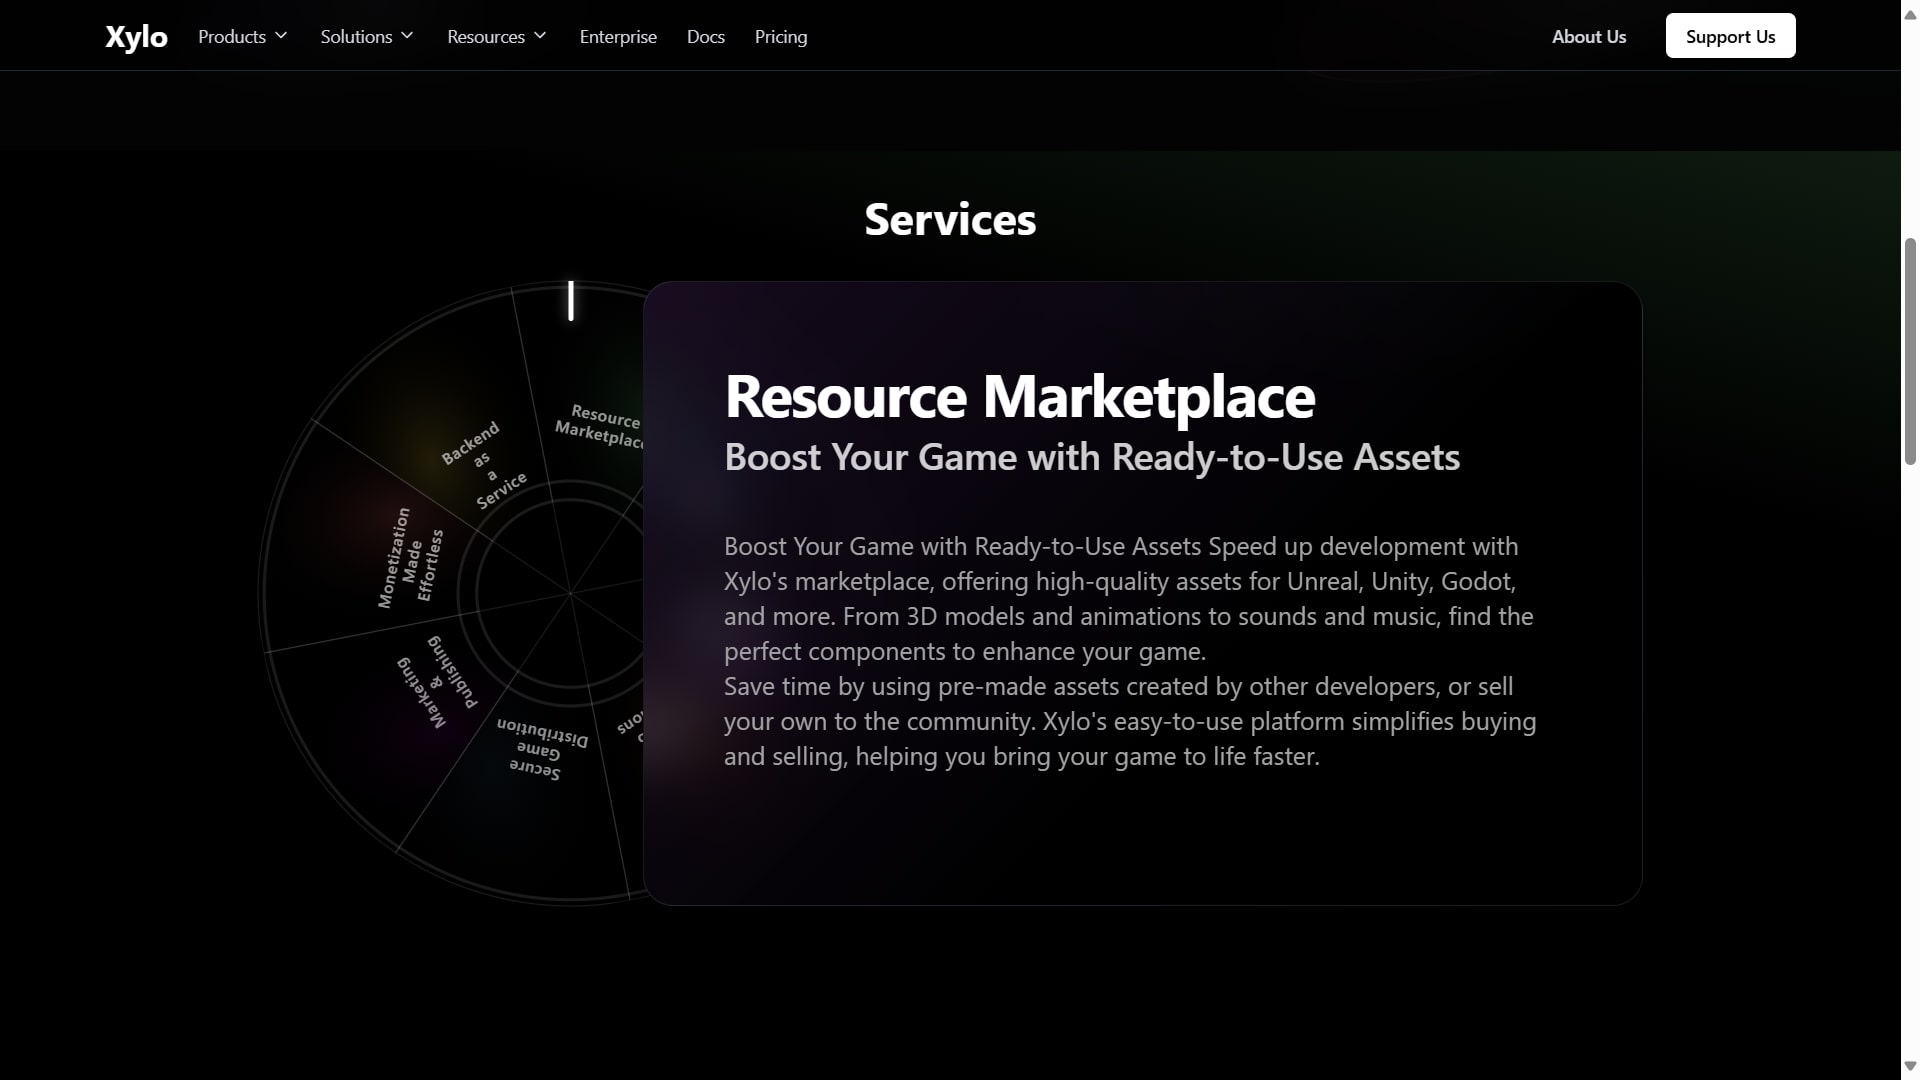 Xylo
Products
Solutions
Resources
Enterprise
Docs
Pricing
About Us
Support Us
Services
Resource
Marketplace
Backend
as
a
Service
Monetization
Made
Effortless
Marketing
&
Publishing
Secure
Game
Distribution
Resource Marketplace
Boost Your Game with Ready-to-Use Assets
Boost Your Game with Ready-to-Use Assets Speed up development with
Xylo's marketplace, offering high-quality assets for Unreal, Unity, Godot,
and more. From 3D models and animations to sounds and music, find the
perfect components to enhance your game.
Save time by using pre-made assets created by other developers, or sell
your own to the community. Xylo's easy-to-use platform simplifies buying
and selling, helping you bring your game to life faster.